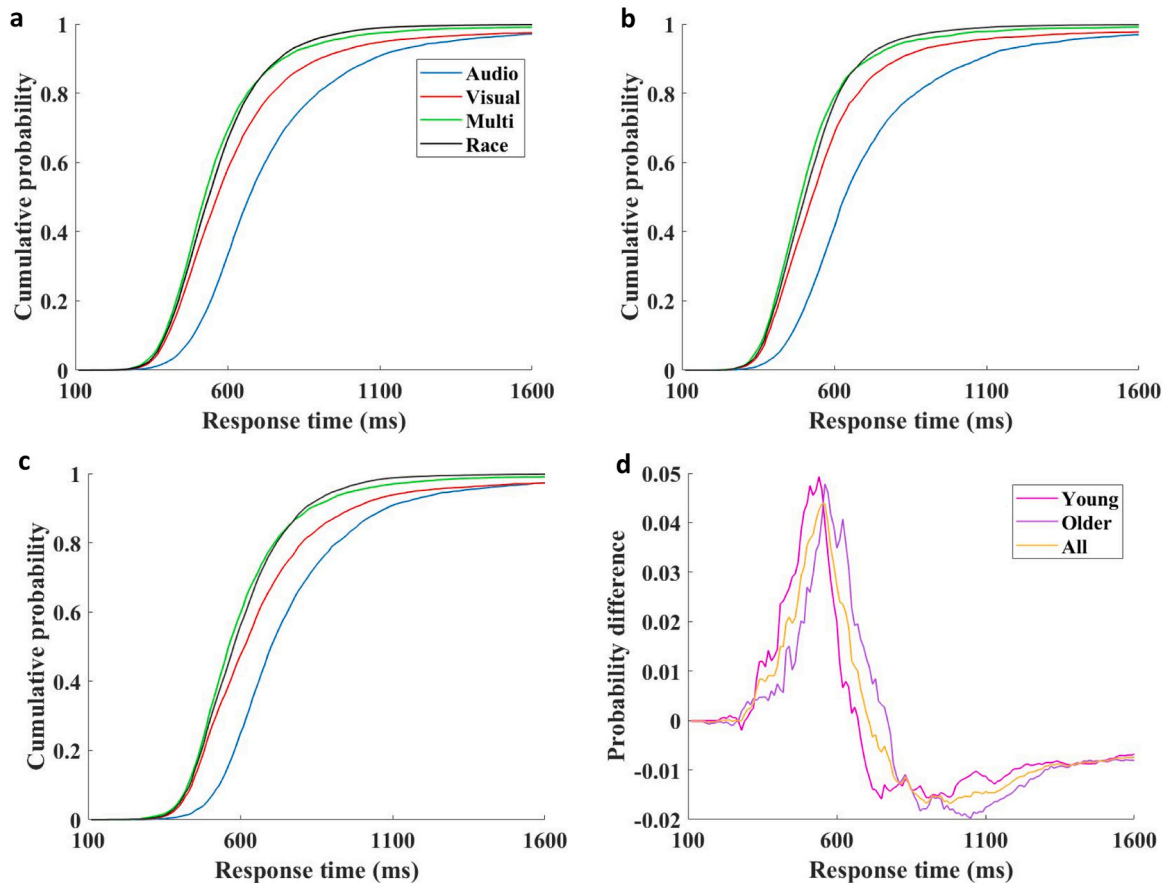 a
Cumulative probability
1
0.8
0.6
0.4
0.2
0
100 600 1100 1600
Response time (ms)
Audio
Visual
Multi
Race
b
Cumulative probability
1
0.8
0.6
0.4
0.2
0
100 600 1100 1600
Response time (ms)
c
Cumulative probability
1
0.8
0.6
0.4
0.2
0
100 600 1100 1600
Response time (ms)
d
Probability difference
0.05
0.04
0.03
0.02
0.01
0
-0.01
-0.02
100 600 1100 1600
Response time (ms)
Young
Older
All